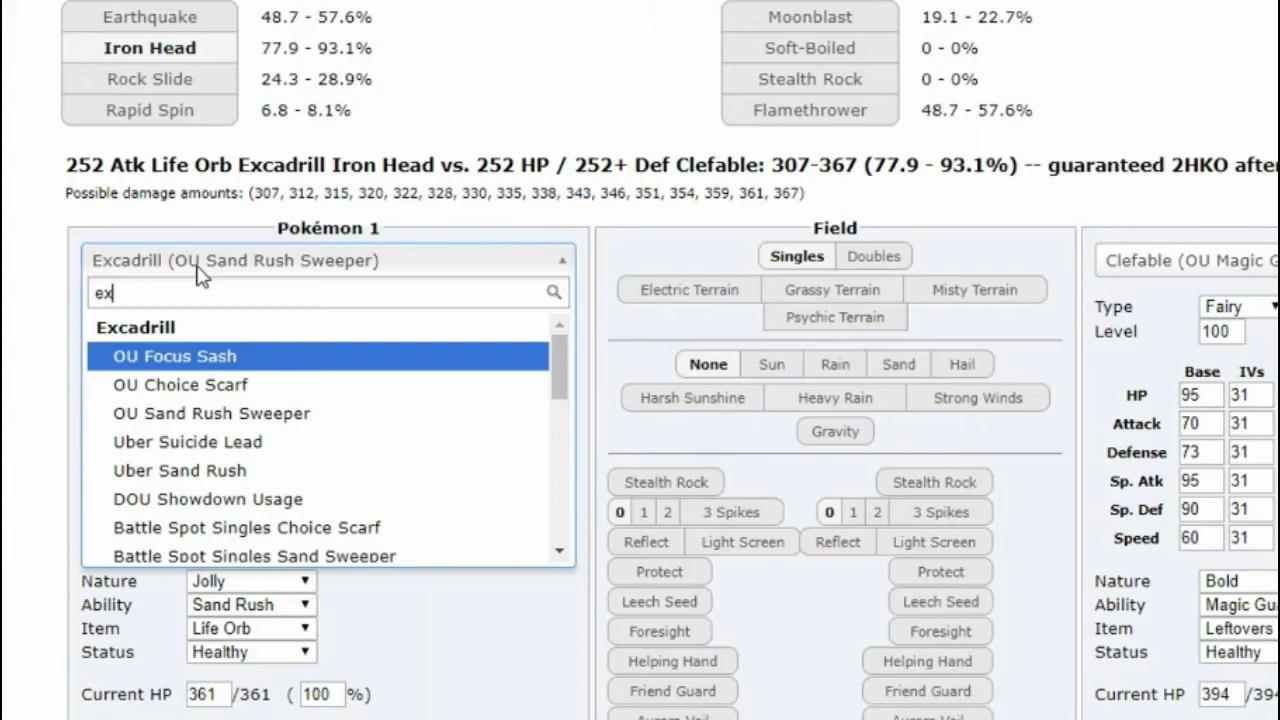 Earthquake 48.7 - 57.6% Moonblast 19.1 - 22.7%
Iron Head 77.9 - 93.1% Soft-Boiled 0 - 0%
Rock Slide 24.3 - 28.9% Stealth Rock 0 - 0%
Rapid Spin 6.8 - 8.1% Flamethrower 48.7 - 57.6%
252 Atk Life Orb Excadrill Iron Head vs. 252 HP / 252+ Def Clefable: 307-367 (77.9 - 93.1%) -- guaranteed 2HKO after
Possible damage amounts: (307, 312, 315, 320, 322, 328, 330, 335, 338, 343, 346, 351, 354, 359, 361, 367)
Pokémon 1
Excadrill (OU Sand Rush Sweeper)
ex
Excadrill
OU Focus Sash
OU Choice Scarf
OU Sand Rush Sweeper
Uber Suicide Lead
Uber Sand Rush
DOU Showdown Usage
Battle Spot Singles Choice Scarf
Battle Spot Singles Sand Sweeper
Nature Jolly
Ability Sand Rush
Item Life Orb
Status Healthy
Current HP 361 /361 ( 100 %)
Field
Singles Doubles
Electric Terrain Grassy Terrain Misty Terrain
Psychic Terrain
None Sun Rain Sand Hail
Harsh Sunshine Heavy Rain Strong Winds
Gravity
Stealth Rock Stealth Rock
0 1 2 3 Spikes 0 1 2 3 Spikes
Reflect Light Screen Reflect Light Screen
Protect Protect
Leech Seed Leech Seed
Foresight Foresight
Helping Hand Helping Hand
Friend Guard Friend Guard
Clefable (OU Magic G
Type Fairy
Level 100
Base IVs
HP 95 31
Attack 70 31
Defense 73 31
Sp. Atk 95 31
Sp. Def 90 31
Speed 60 31
Nature Bold
Ability Magic Gu
Item Leftovers
Status Healthy
Current HP 394 /394